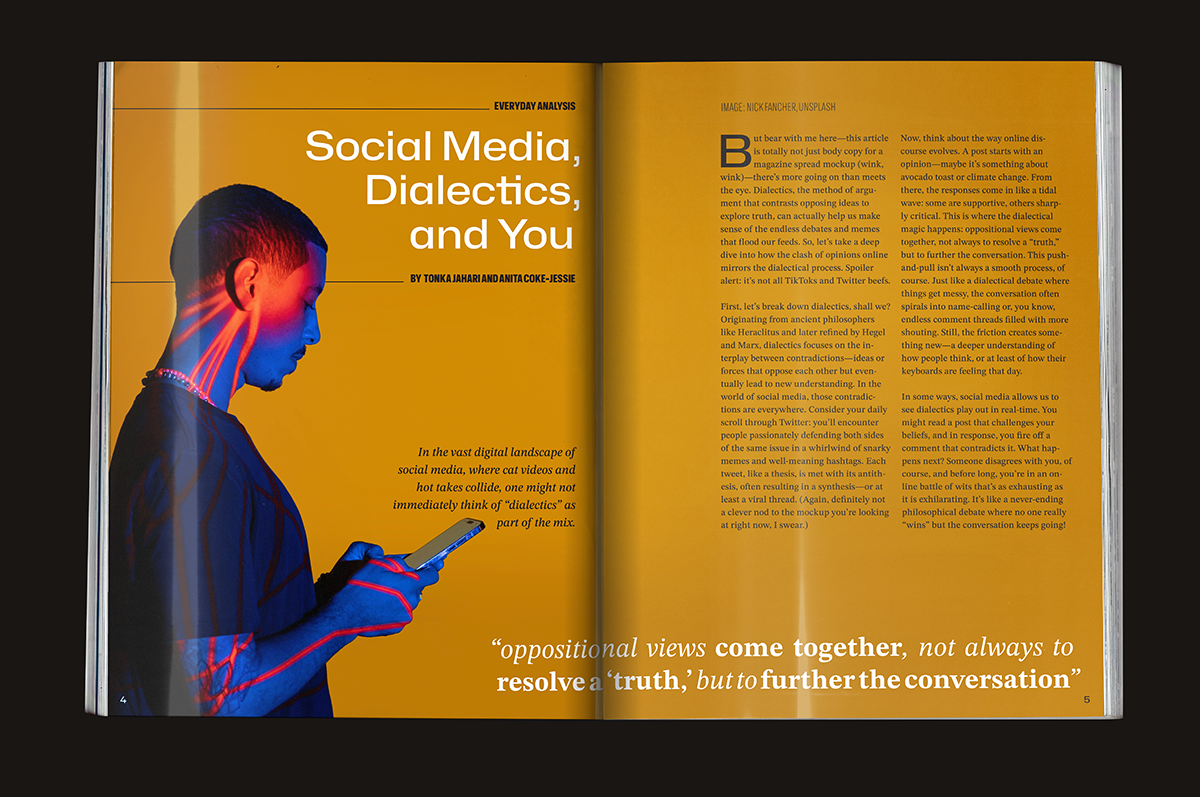 EVERYDAY ANALYSIS
Social Media,
Dialectics,
and You
BY TONKA JAHARI AND ANITA COKE-JESSIE
In the vast digital landscape of
social media, where cat videos and
hot takes collide, one might not
immediately think of “dialectics” as
part of the mix.
4
IMAGE: NICK FANCHER, UNSPLASH
But bear with me here—this article
is totally not just body copy for a
magazine spread mockup (wink,
wink)—there’s more going on than meets
the eye. Dialectics, the method of argu-
ment that contrasts opposing ideas to
explore truth, can actually help us make
sense of the endless debates and memes
that flood our feeds. So, let’s take a deep
dive into how the clash of opinions online
mirrors the dialectical process. Spoiler
alert: it’s not all TikToks and Twitter beefs.
First, let’s break down dialectics, shall we?
Originating from ancient philosophers
like Heraclitus and later refined by Hegel
and Marx, dialectics focuses on the in-
terplay between contradictions—ideas or
forces that oppose each other but even-
tually lead to new understanding. In the
world of social media, those contradic-
tions are everywhere. Consider your daily
scroll through Twitter: you’ll encounter
people passionately defending both sides
of the same issue in a whirlwind of snarky
memes and well-meaning hashtags. Each
tweet, like a thesis, is met with its antith-
esis, often resulting in a synthesis—or at
least a viral thread. (Again, definitely not
a clever nod to the mockup you’re looking
at right now, I swear.)
Now, think about the way online dis-
course evolves. A post starts with an
opinion—maybe it’s something about
avocado toast or climate change. From
there, the responses come in like a tidal
wave: some are supportive, others sharp-
ly critical. This is where the dialectical
magic happens: oppositional views come
together, not always to resolve a “truth,”
but to further the conversation. This push-
and-pull isn’t always a smooth process, of
course. Just like a dialectical debate where
things get messy, the conversation often
spirals into name-calling or, you know,
endless comment threads filled with more
shouting. Still, the friction creates some-
thing new—a deeper understanding of
how people think, or at least of how their
keyboards are feeling that day.
In some ways, social media allows us to
see dialectics play out in real-time. You
might read a post that challenges your
beliefs, and in response, you fire off a
comment that contradicts it. What hap-
pens next? Someone disagrees with you, of
course, and before long, you’re in an on-
line battle of wits that’s as exhausting as
it is exhilarating. It’s like a never-ending
philosophical debate where no one really
“wins” but the conversation keeps going!
“oppositional views come together, not always to
resolve a ‘truth,’ but to further the conversation”
5